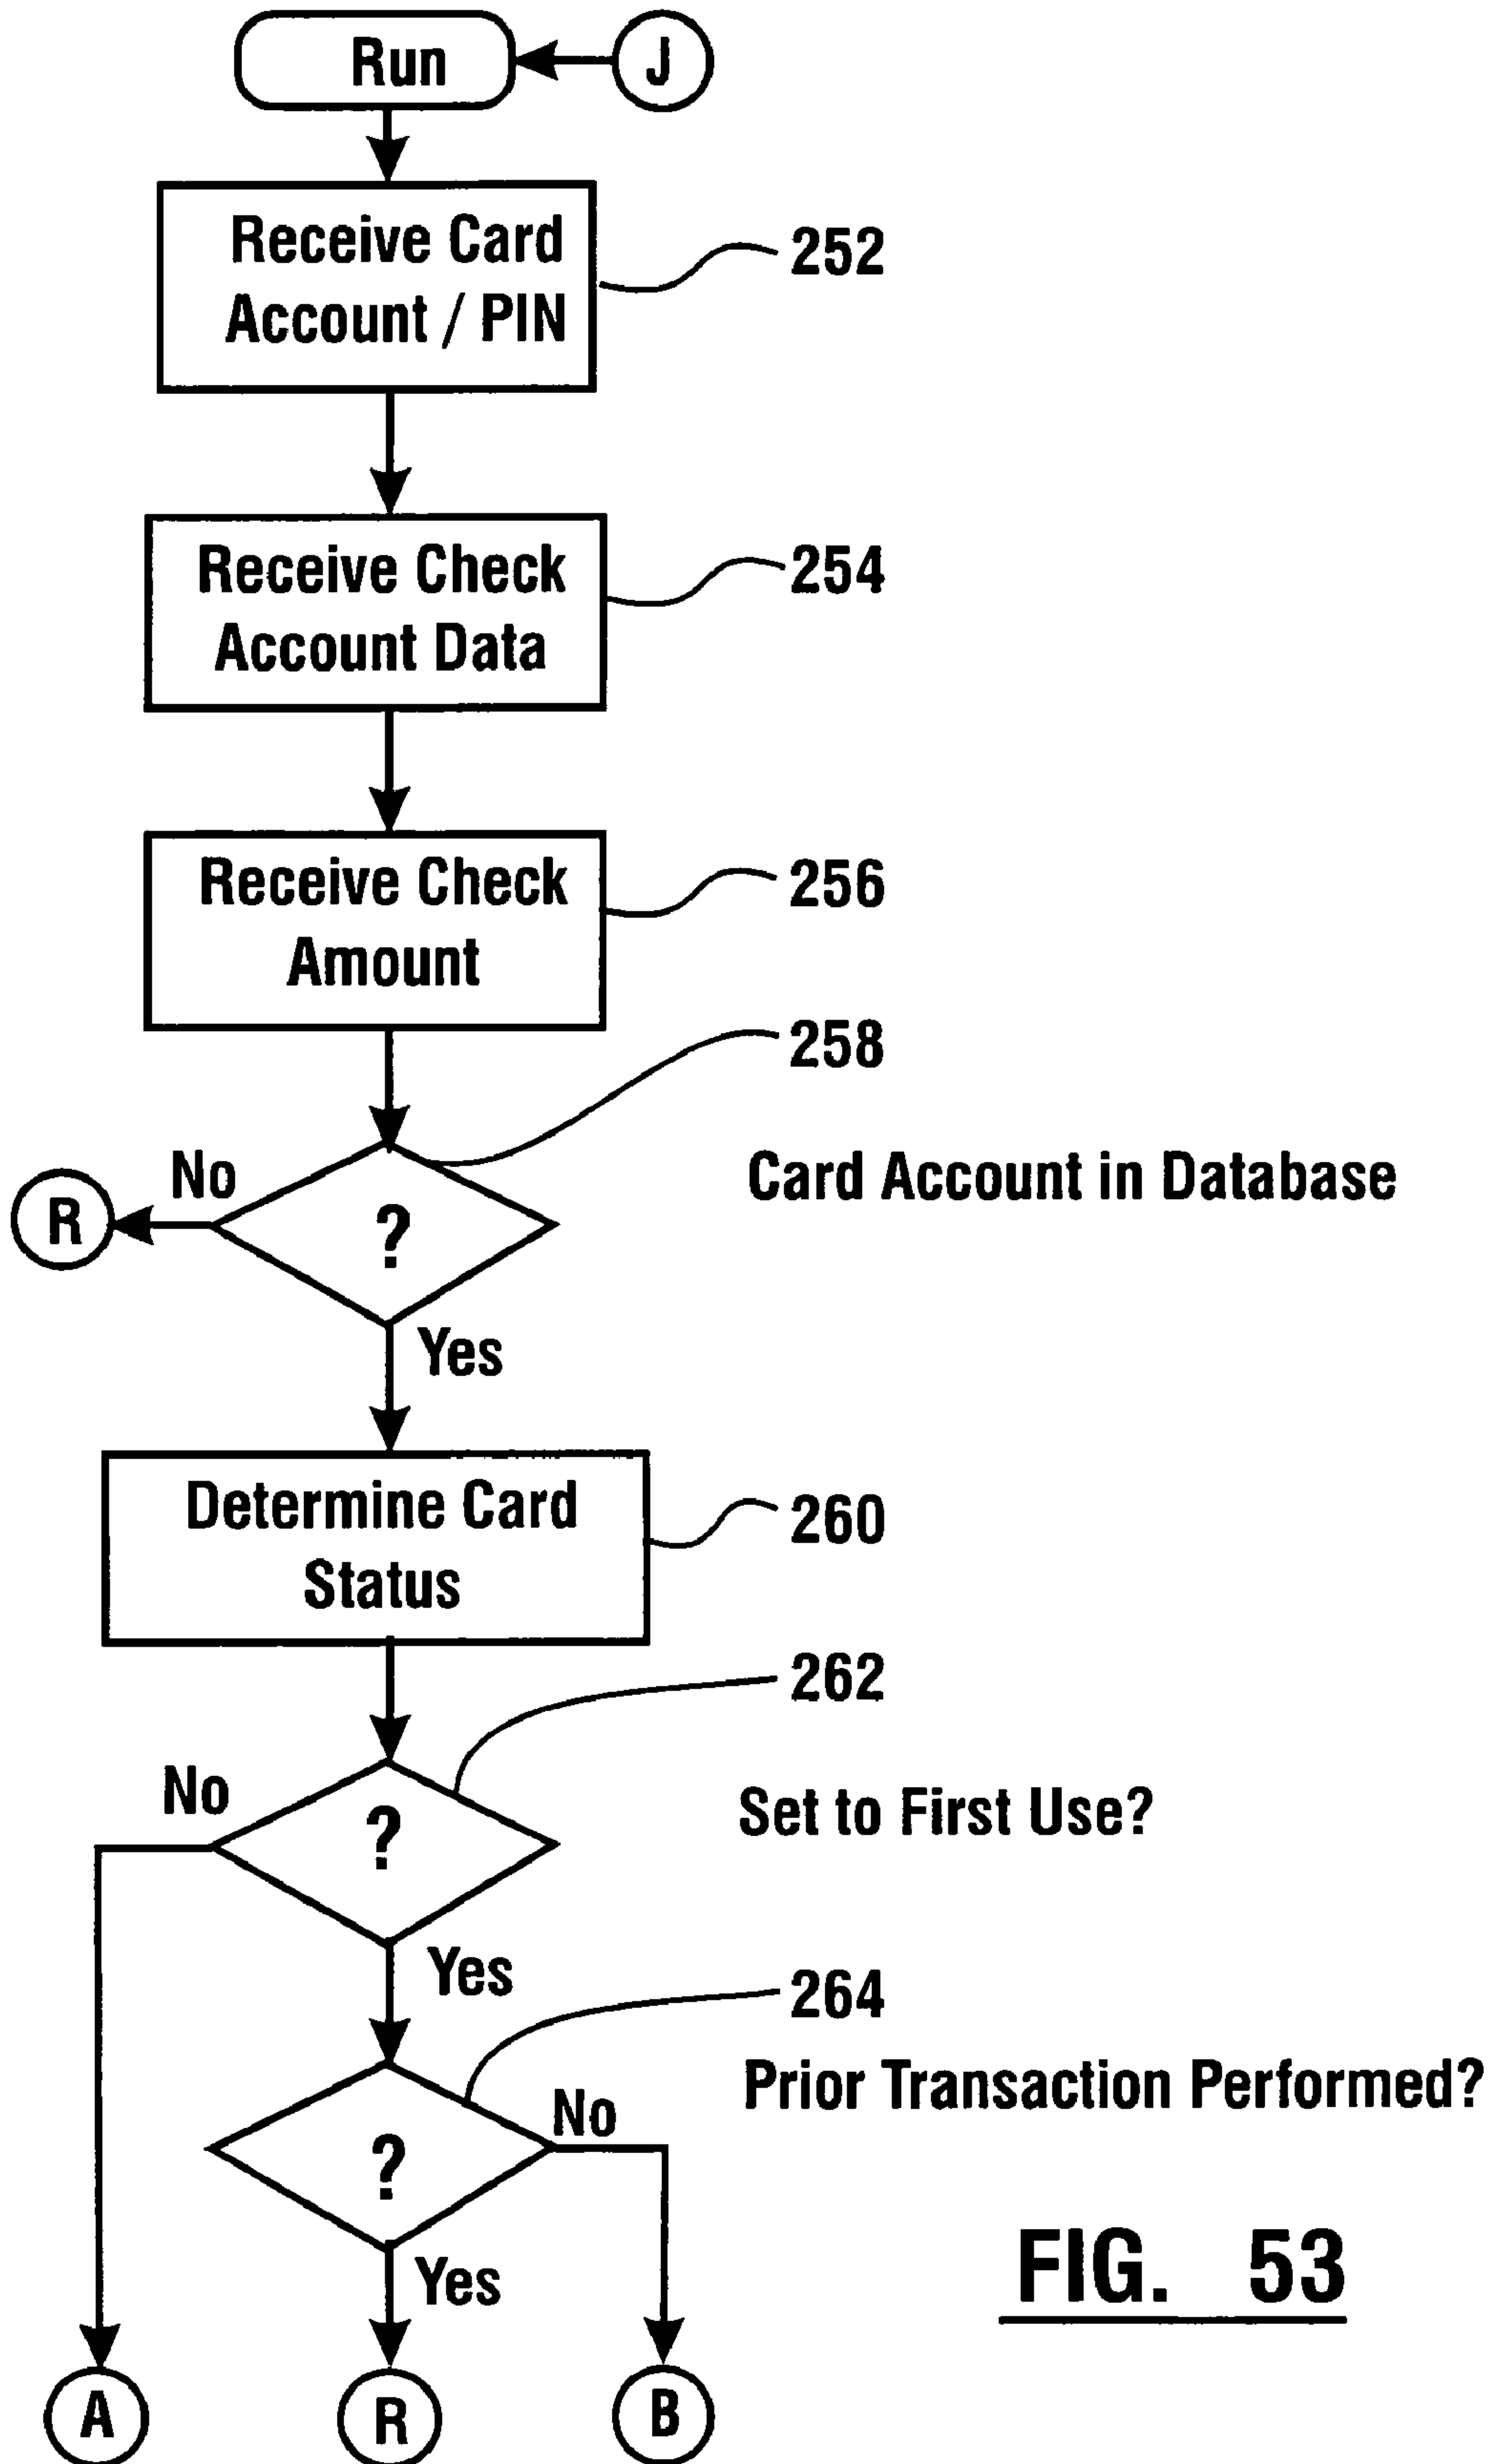 Run
J
Receive Card
Account / PIN
252
Receive Check
Account Data
254
Receive Check
Amount
256
258
No
R
?
Card Account in Database
Yes
Determine Card
Status
260
262
No
?
Set to First Use?
Yes
264
Prior Transaction Performed?
No
?
Yes
FIG. 53
A
R
B